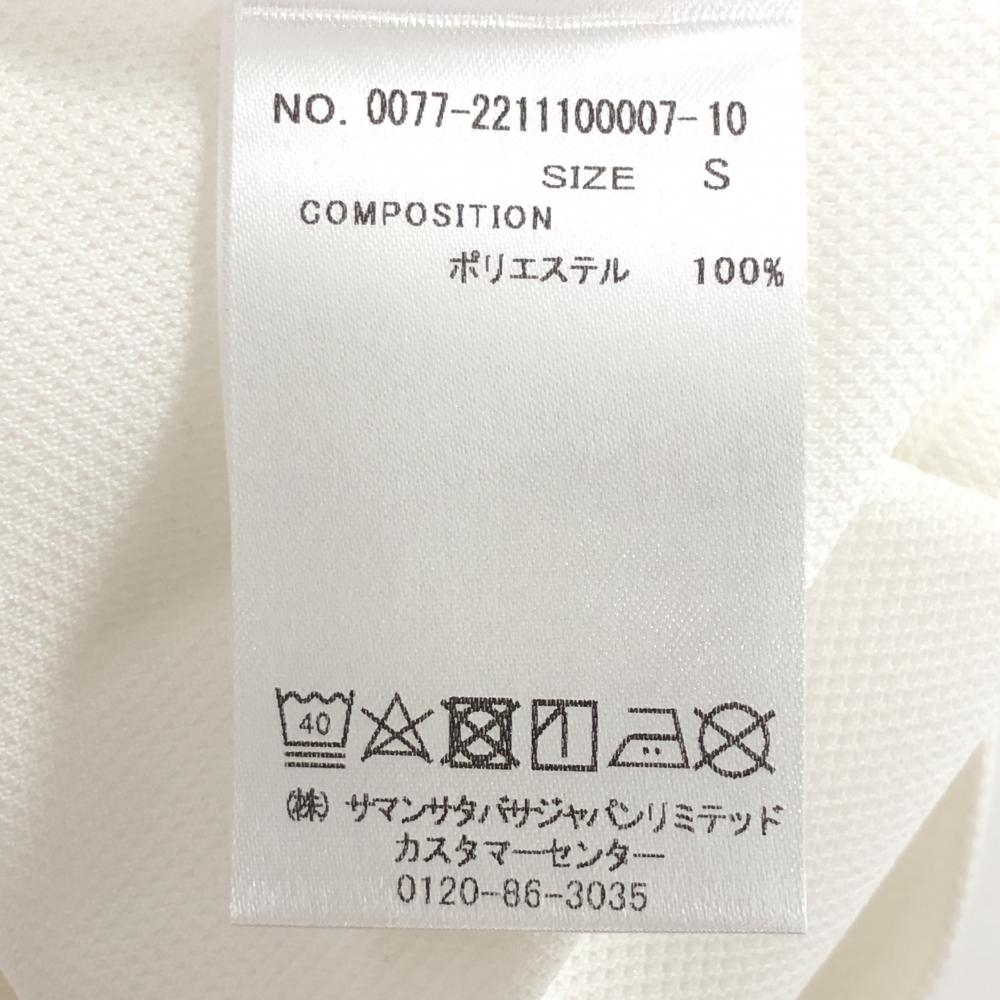 NO. 0077-2211100007-10
SIZE S
COMPOSITION
ポリエステル 100%
40
㈱ サマンサタバサジャパンリミテッド
カスタマーセンター
0120-86-3035